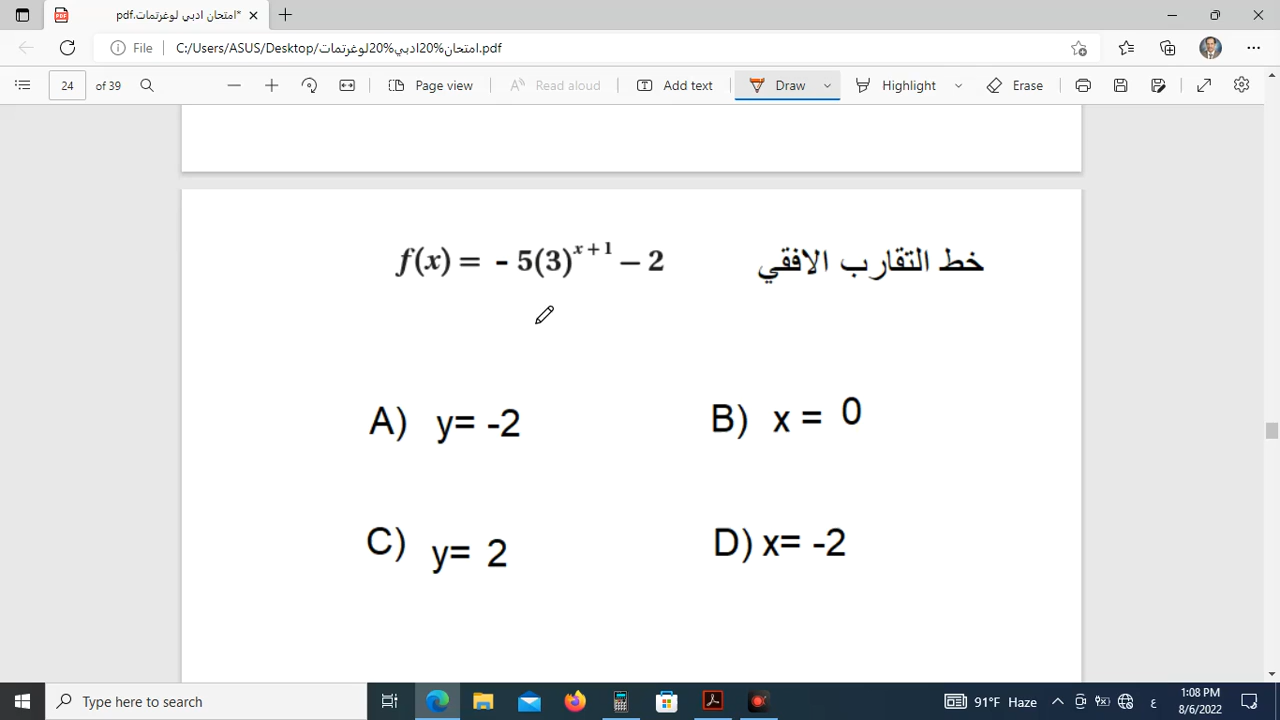 امتحان ادبي لوغرتمات.pdf*
File
C:/Users/ASUS/Desktop/امتحان%20ادبي%20لوغرتمات.pdf
24 of 39
Page view
Read aloud
Add text
Draw
Highlight
Erase
f(x) = - 5(3)^{x + 1} – 2
خط التقارب الافقي
A) y= -2
B) x = 0
C) y= 2
D) x= -2
Type here to search
91°F Haze
ع
1:08 PM
8/6/2022